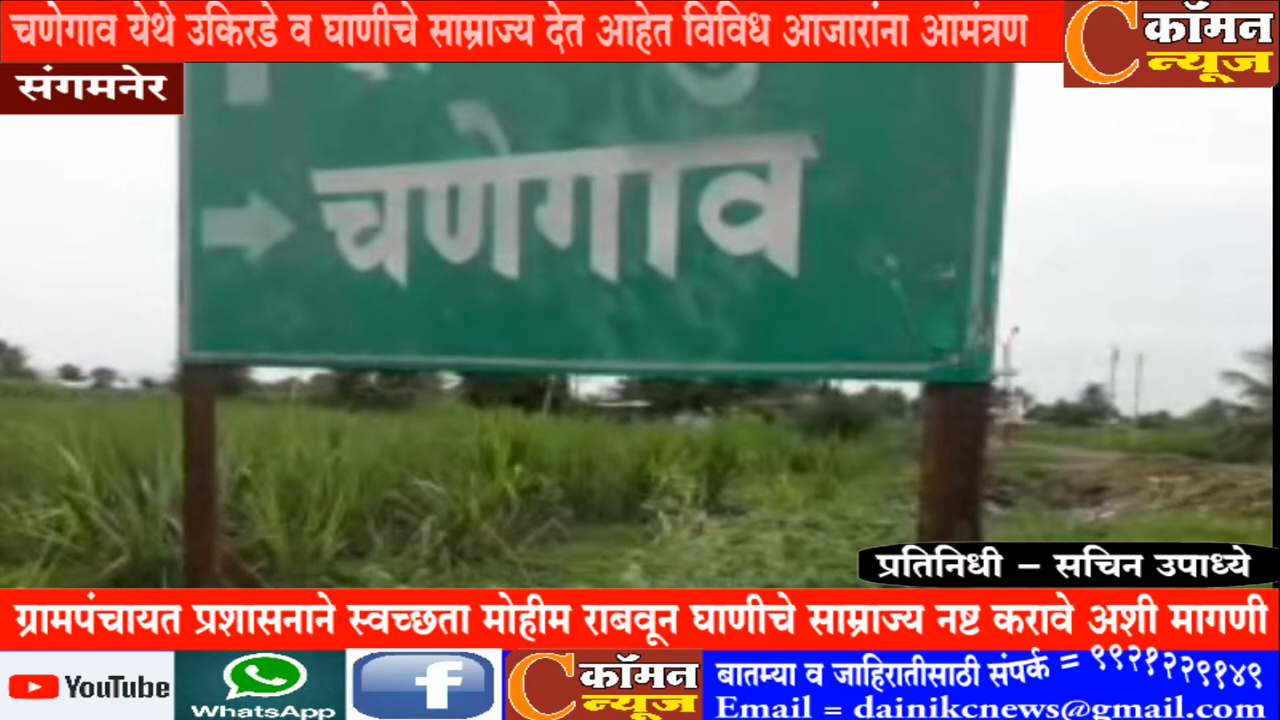 चणेगाव येथे उकिरडे व घाणीचे साम्राज्य देत आहेत विविध आजारांना आमंत्रण
C कॉमन
न्यूज
संगमनेर
चणेगाव
प्रतिनिधी – सचिन उपाध्ये
ग्रामपंचायत प्रशासनाने स्वच्छता मोहीम राबवून घाणीचे साम्राज्य नष्ट करावे अशी मागणी
YouTube
WhatsApp
f
C कॉमन
न्यूज
बातम्या व जाहिरातीसाठी संपर्क = ९९२१२२९१४९
Email = dainikcnews@gmail.com